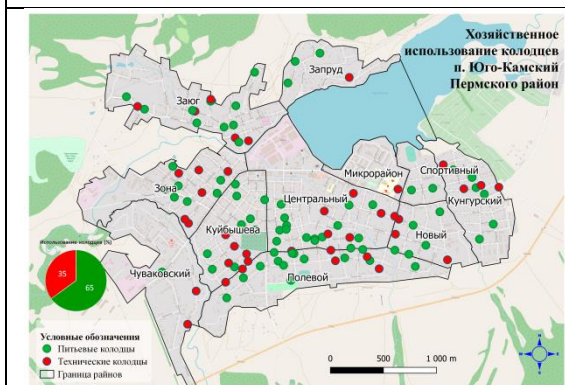 Хозяйственное
использование колодцев
п. Юго-Камский
Пермского район
Запруд
Заюг
Микрорайон
Спортивный
Зона
Центральный
Кунгурский
Куйбышева
Новый
Использование колодцев (%)
Чуваковский
Полевой
35
65
Условные обозначения
Питьевые колодцы
Технические колодцы
Граница районов
0 500 1 000 m